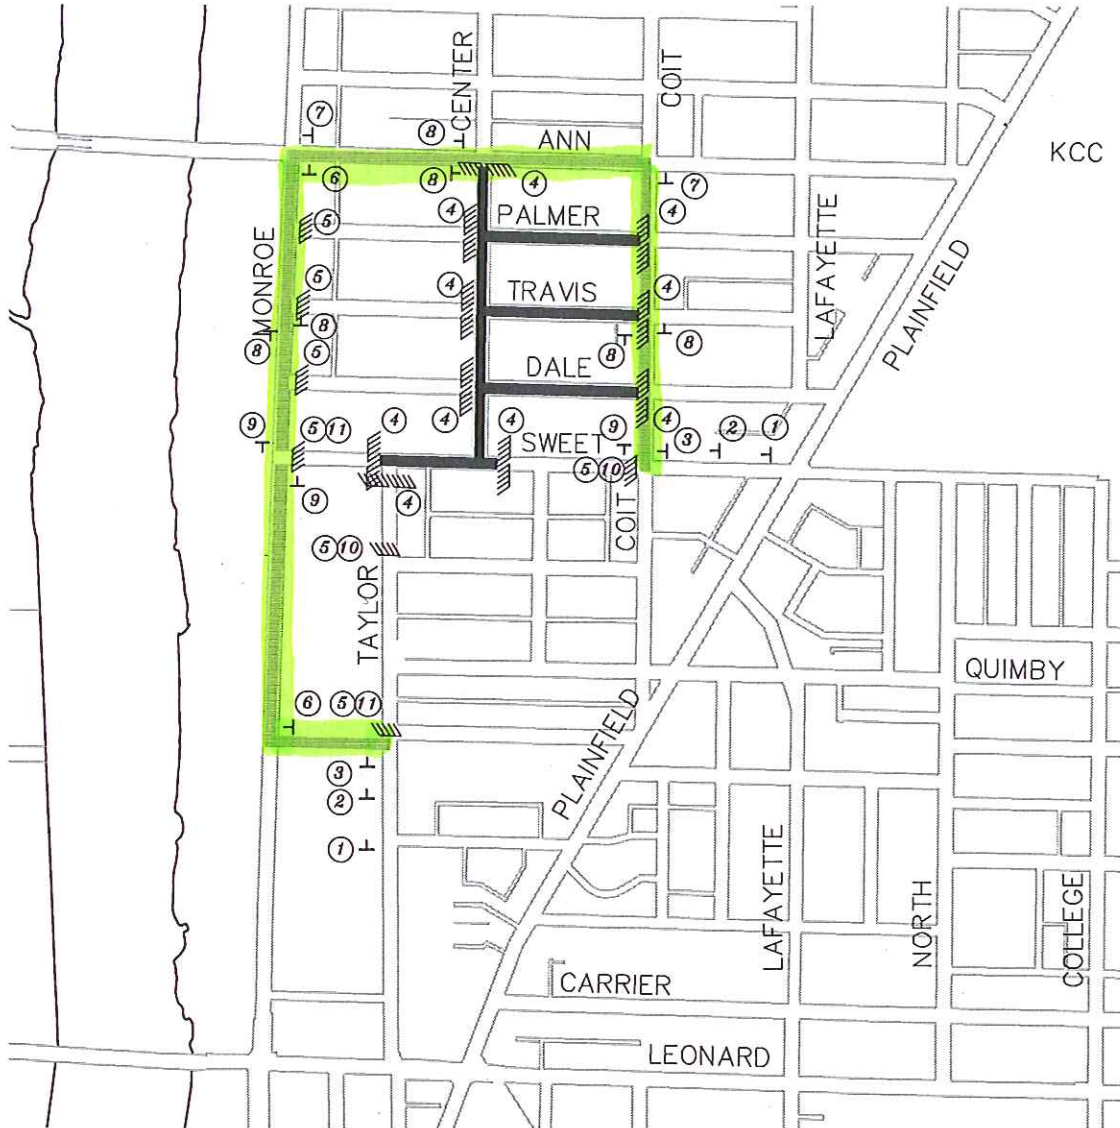 CENTER
COIT
7
8
ANN
KCC
6
8
4
7
5
4
PALMER
4
MONROE
LAFAYETTE
PLAINFIELD
5
4
TRAVIS
4
8
8
5
8
8
DALE
9
5 11
4
4
4
SWEET
9
4
3
2
1
9
4
5 10
COIT
5 10
TAYLOR
QUIMBY
6
5 11
3
2
PLAINFIELD
1
LAFAYETTE
NORTH
COLLEGE
CARRIER
LEONARD